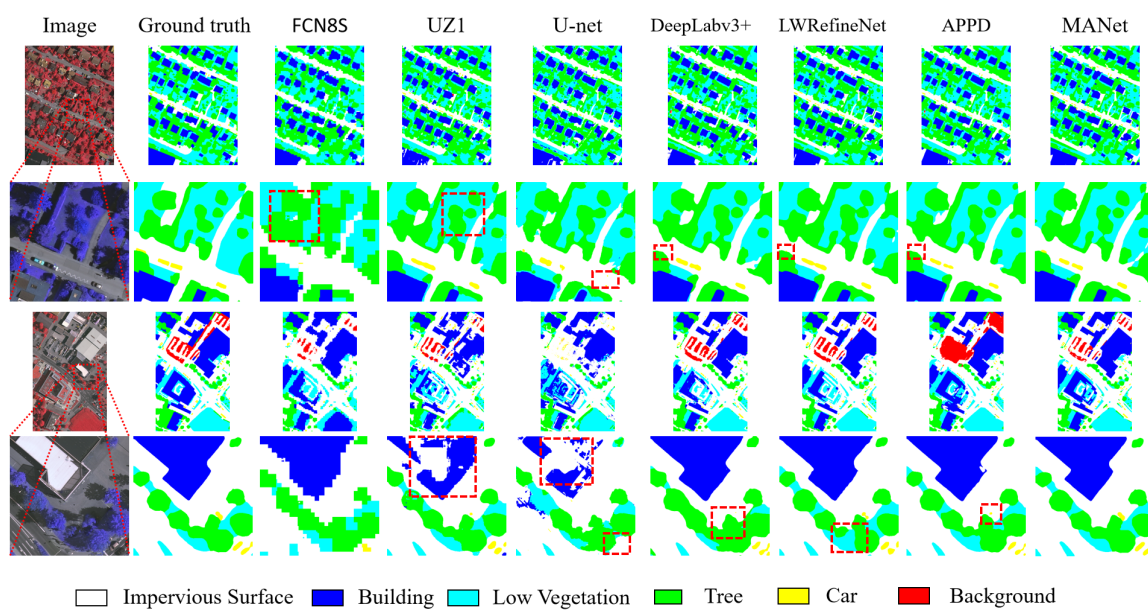 Image Ground truth FCN8S UZ1 U-net DeepLabv3+ LWRefineNet APPD MANet
Impervious Surface Building Low Vegetation Tree Car Background